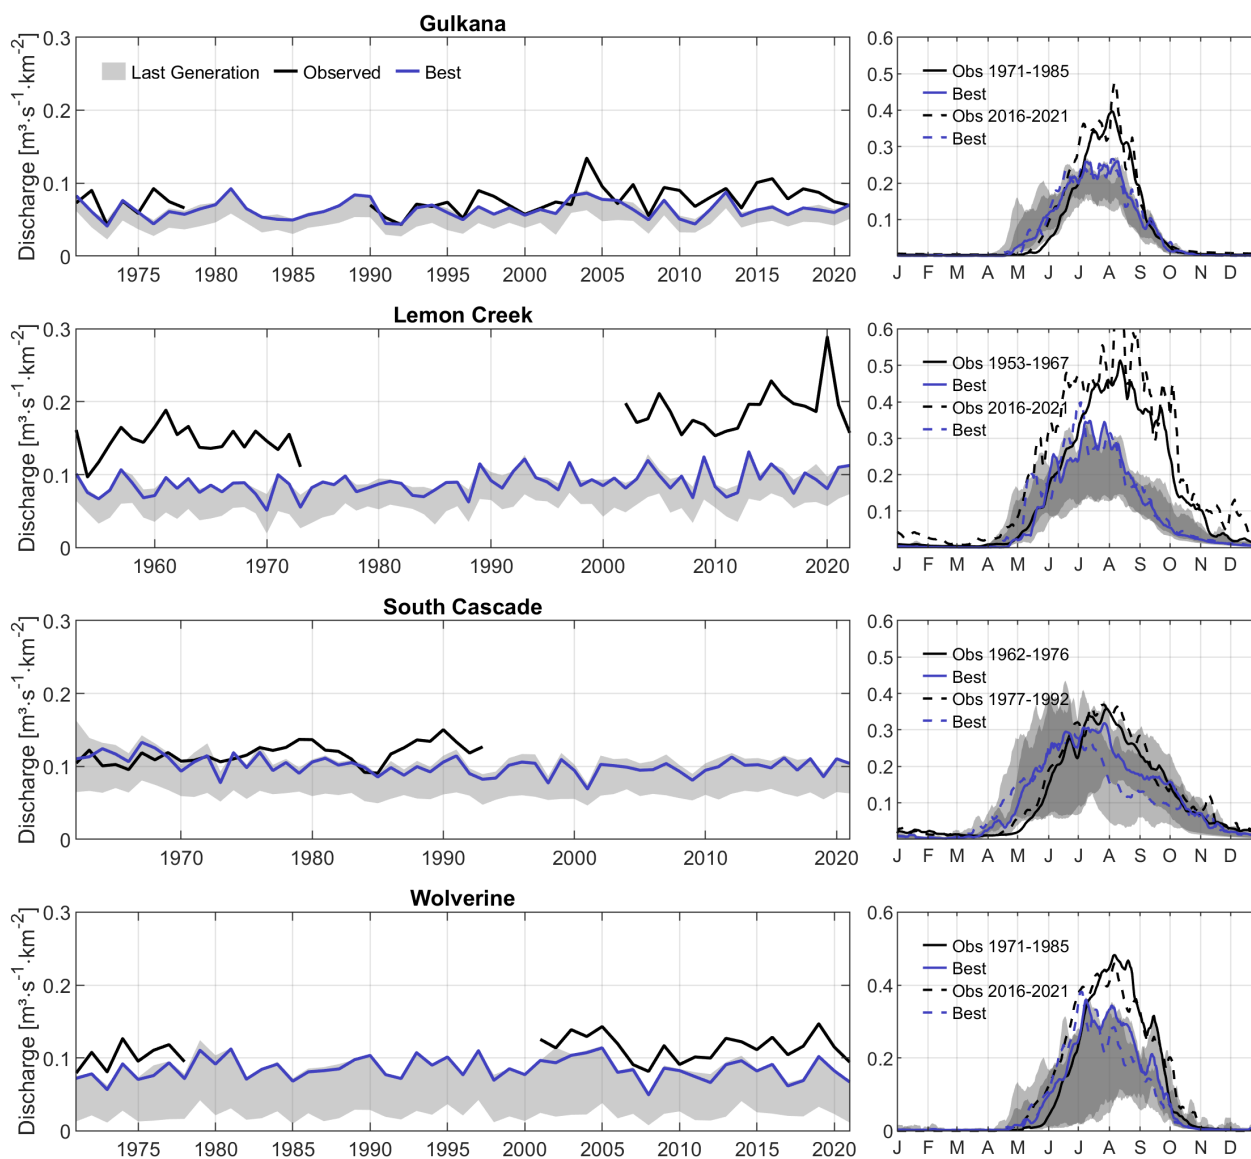 Gulkana
Discharge [m³·s⁻¹·km⁻²]
0.3
0.2
0.1
0
Last Generation Observed Best
1975 1980 1985 1990 1995 2000 2005 2010 2015 2020
0.6
0.5
0.4
0.3
0.2
0.1
Obs 1971-1985
Best
Obs 2016-2021
Best
J F M A M J J A S O N D
Lemon Creek
Discharge [m³·s⁻¹·km⁻²]
0.3
0.2
0.1
0
1960 1970 1980 1990 2000 2010 2020
0.6
0.5
0.4
0.3
0.2
0.1
Obs 1953-1967
Best
Obs 2016-2021
Best
J F M A M J J A S O N D
South Cascade
Discharge [m³·s⁻¹·km⁻²]
0.3
0.2
0.1
0
1970 1980 1990 2000 2010 2020
0.6
0.5
0.4
0.3
0.2
0.1
Obs 1962-1976
Best
Obs 1977-1992
Best
J F M A M J J A S O N D
Wolverine
Discharge [m³·s⁻¹·km⁻²]
0.3
0.2
0.1
0
1975 1980 1985 1990 1995 2000 2005 2010 2015 2020
0.6
0.4
0.2
0
Obs 1971-1985
Best
Obs 2016-2021
Best
J F M A M J J A S O N D